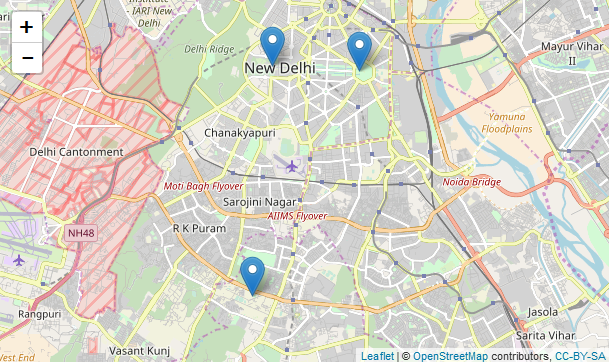 +
−
Institute
- IARI New
Delhi
Delhi Ridge
New Delhi
Mayur Vihar
II
Yamuna
Floodplains
Chanakyapuri
Delhi Cantonment
Moti Bagh Flyover
Noida Bridge
Sarojini Nagar
AIIMS Flyover
R K Puram
NH48
Rangpuri
Jasola
Sarita Vihar
Vasant Kunj
West End
Leaflet | © OpenStreetMap contributors, CC-BY-SA